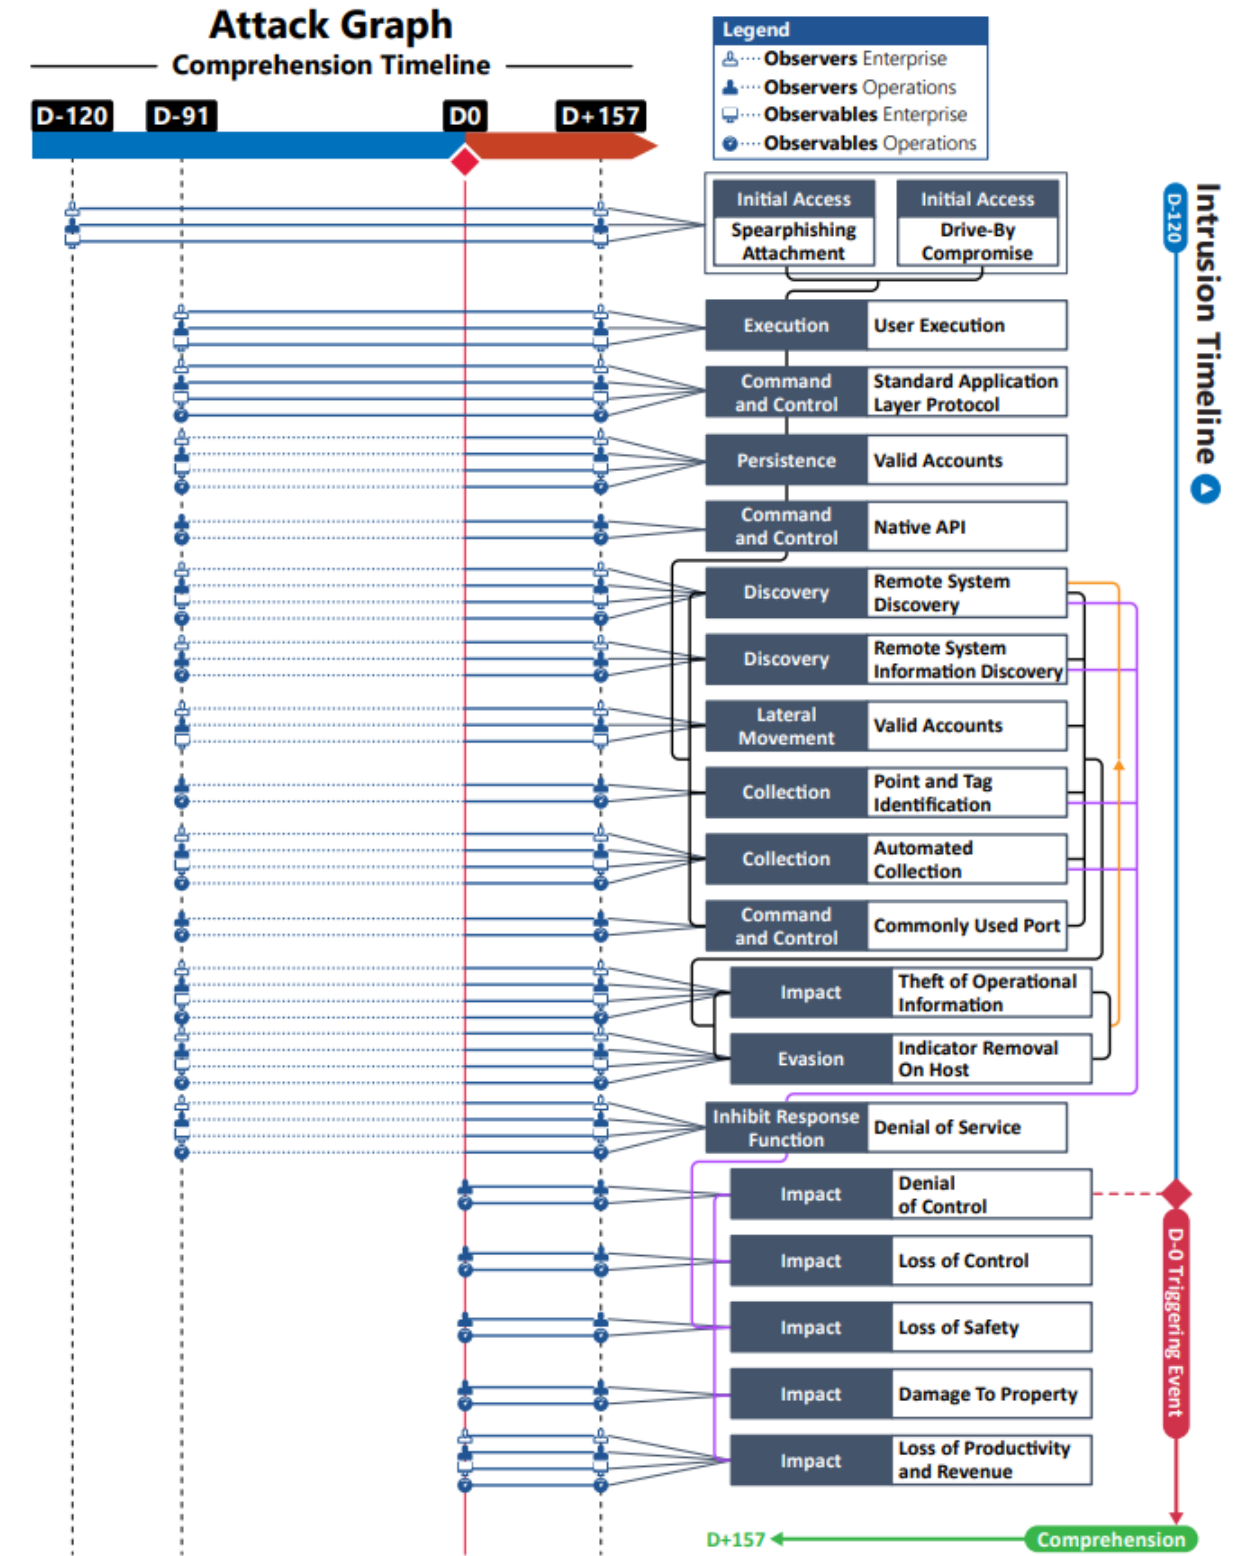 Attack Graph
Comprehension Timeline
D-120
D-91
D0
D+157
Legend
Observers Enterprise
Observers Operations
Observables Enterprise
Observables Operations
Initial Access
Spearphishing
Attachment
Initial Access
Drive-By
Compromise
Execution
User Execution
Command
and Control
Standard Application
Layer Protocol
Persistence
Valid Accounts
Command
and Control
Native API
Discovery
Remote System
Discovery
Discovery
Remote System
Information Discovery
Lateral
Movement
Valid Accounts
Collection
Point and Tag
Identification
Collection
Automated
Collection
Command
and Control
Commonly Used Port
Impact
Theft of Operational
Information
Evasion
Indicator Removal
On Host
Inhibit Response
Function
Denial of Service
Impact
Denial
of Control
Impact
Loss of Control
Impact
Loss of Safety
Impact
Damage To Property
Impact
Loss of Productivity
and Revenue
D+157
Comprehension
Intrusion Timeline
D-120
D-0 Triggering Event